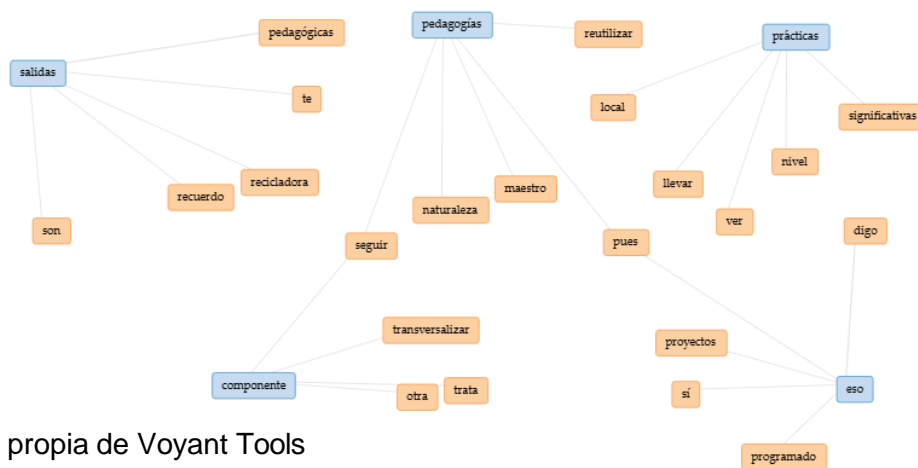 pedagogías
pedagógicas
reutilizar
prácticas
salidas
te
local
significativas
nivel
recicladora
maestro
llevar
recuerdo
naturaleza
ver
son
seguir
pues
digo
transversalizar
proyectos
componente
otra
trata
sí
eso
propia de Voyant Tools
programado